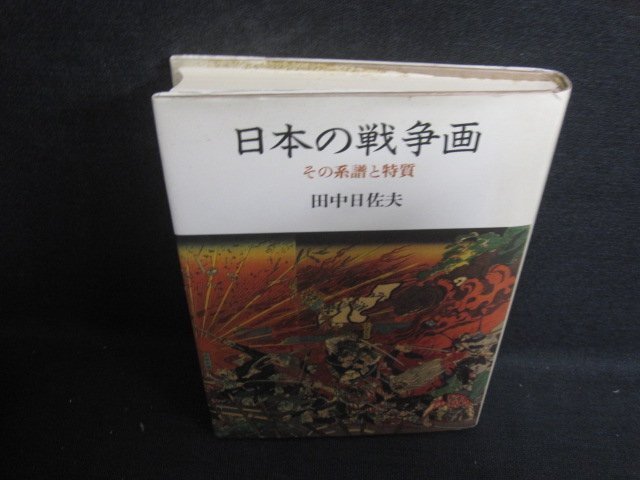 日本の戦争画
その系譜と特質
田中日佐夫